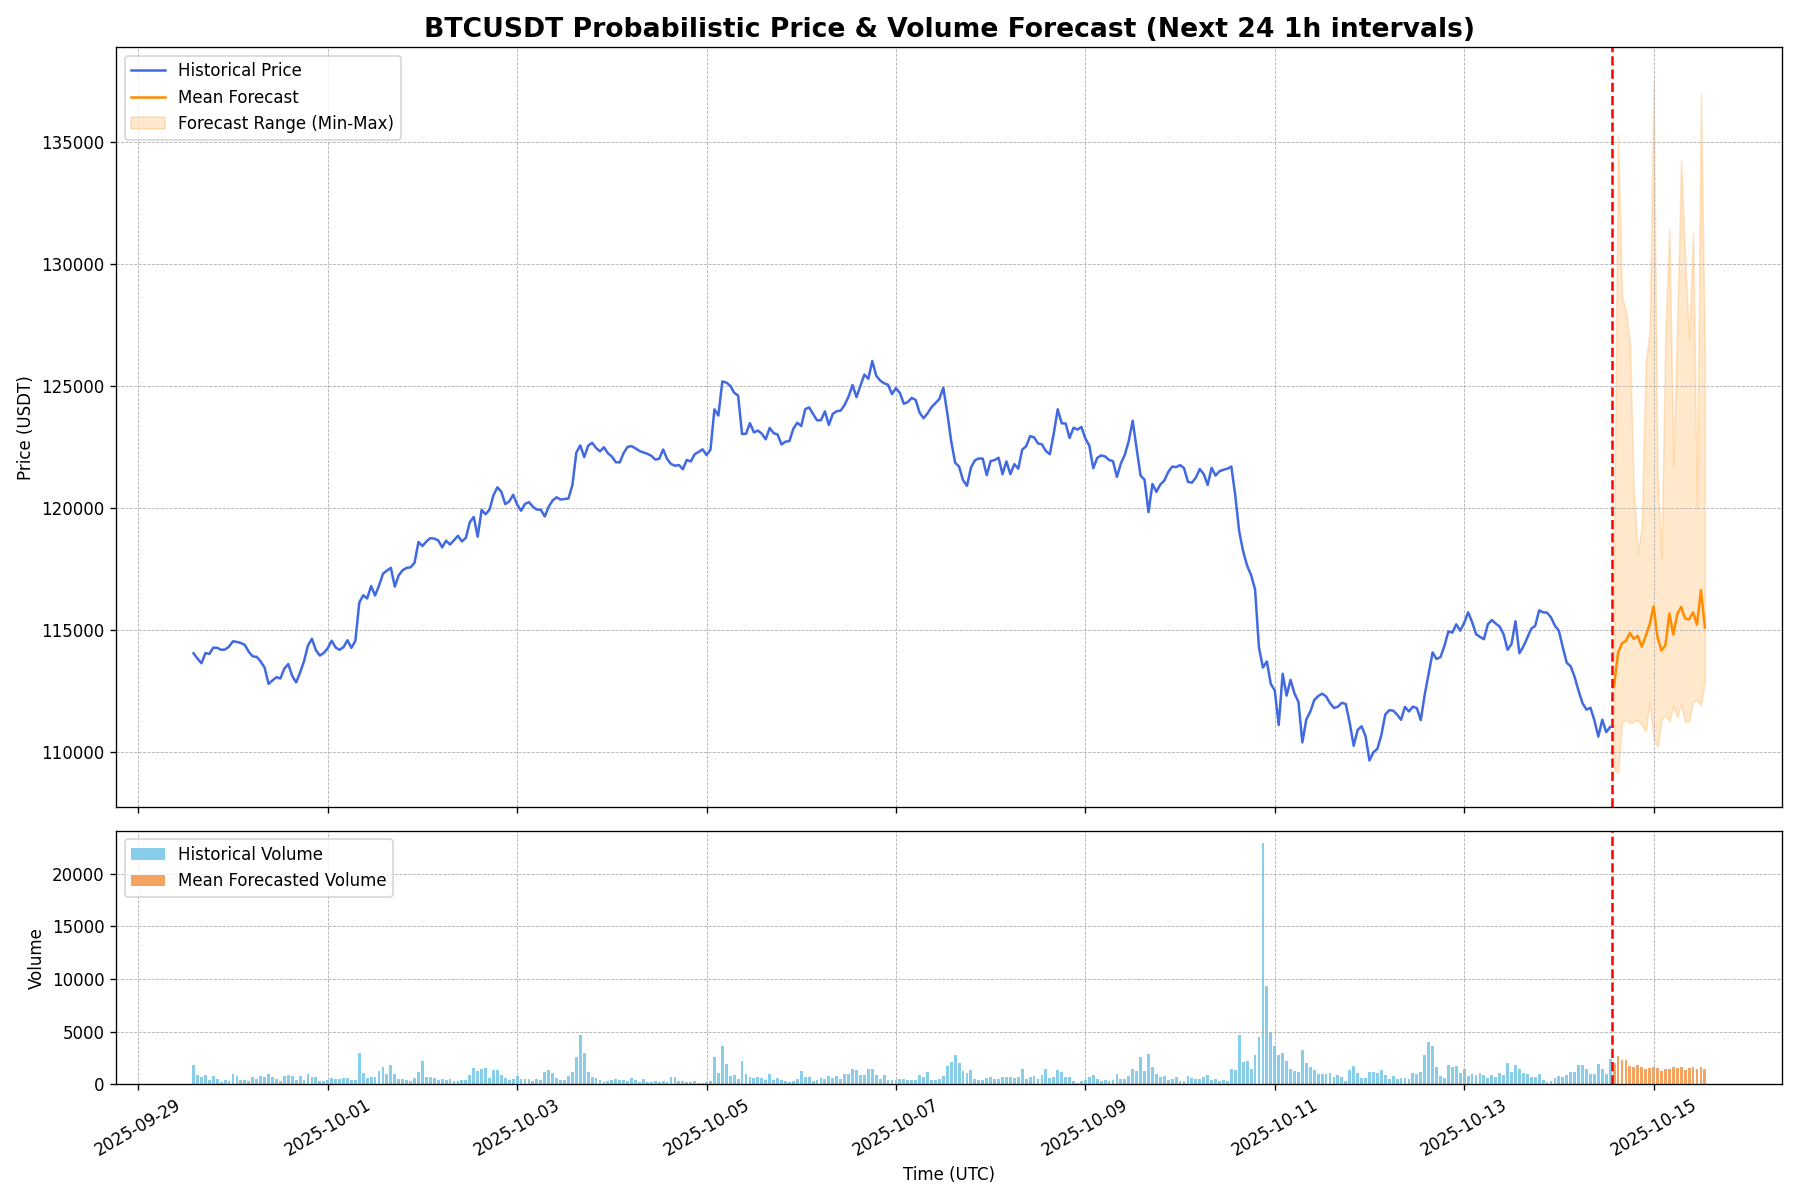 BTCUSDT Probabilistic Price & Volume Forecast (Next 24 1h intervals)
Historical Price
Mean Forecast
Forecast Range (Min-Max)
Price (USDT)
135000
130000
125000
120000
115000
110000
Historical Volume
Mean Forecasted Volume
Volume
20000
15000
10000
5000
0
2025-09-29
2025-10-01
2025-10-03
2025-10-05
2025-10-07
2025-10-09
2025-10-11
2025-10-13
2025-10-15
Time (UTC)